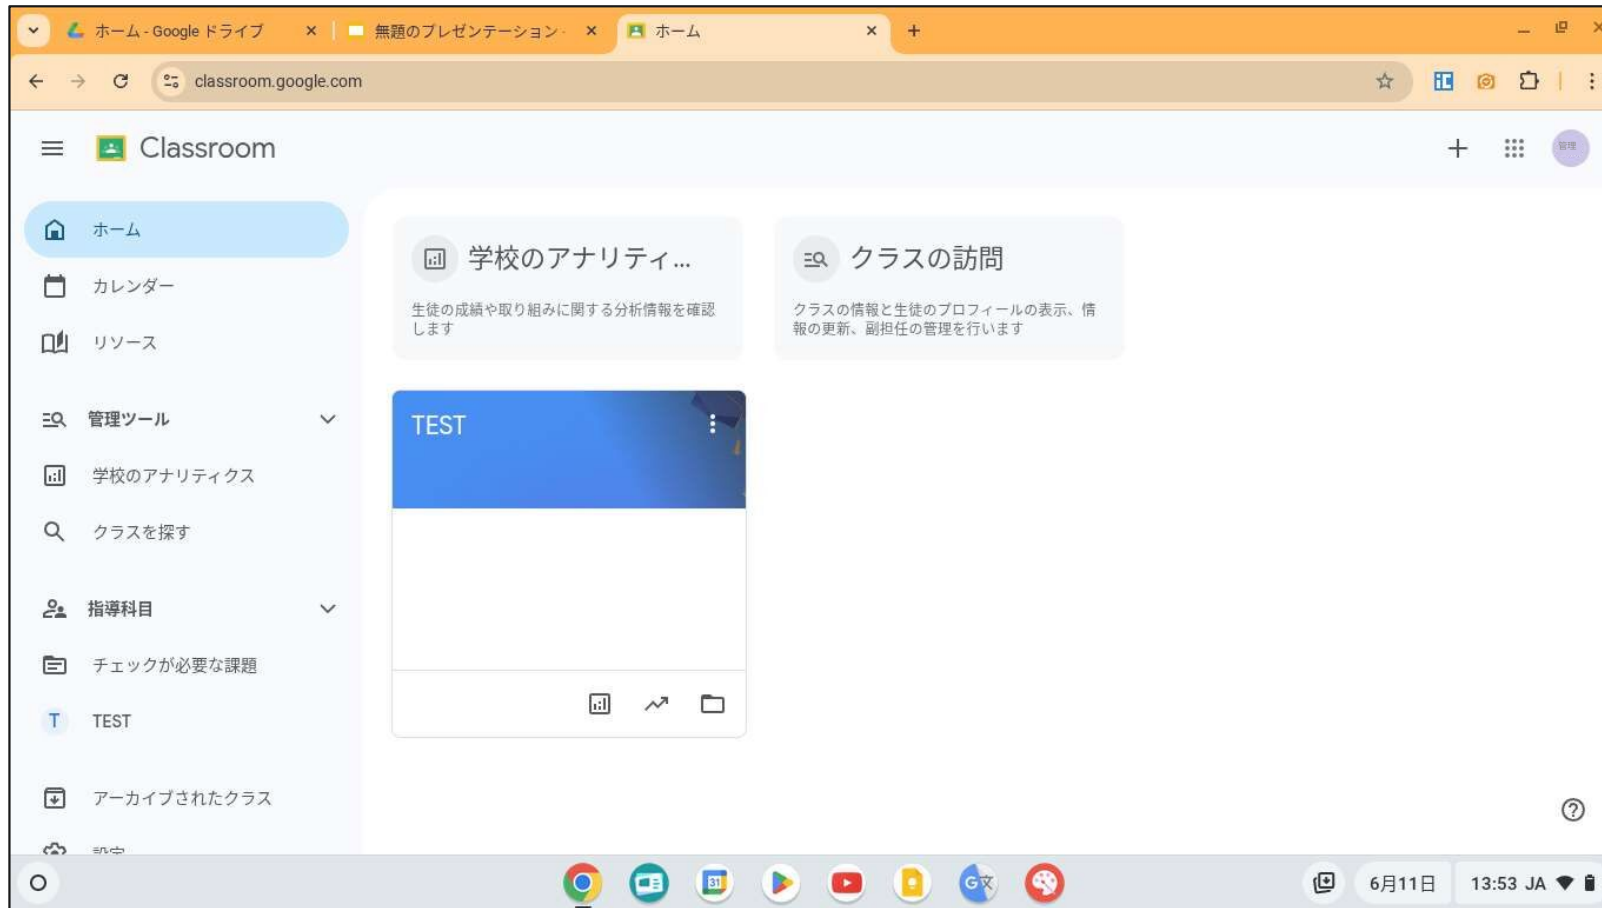 ホーム - Google ドライブ
無題のプレゼンテーション -
ホーム
classroom.google.com
Classroom
管理
ホーム
カレンダー
リソース
管理ツール
学校のアナリティクス
クラスを探す
指導科目
チェックが必要な課題
T TEST
アーカイブされたクラス
設定
学校のアナリティ...
生徒の成績や取り組みに関する分析情報を確認
します
クラスの訪問
クラスの情報と生徒のプロフィールの表示、情
報の更新、副担任の管理を行います
TEST
31
G文
6月11日
13:53 JA